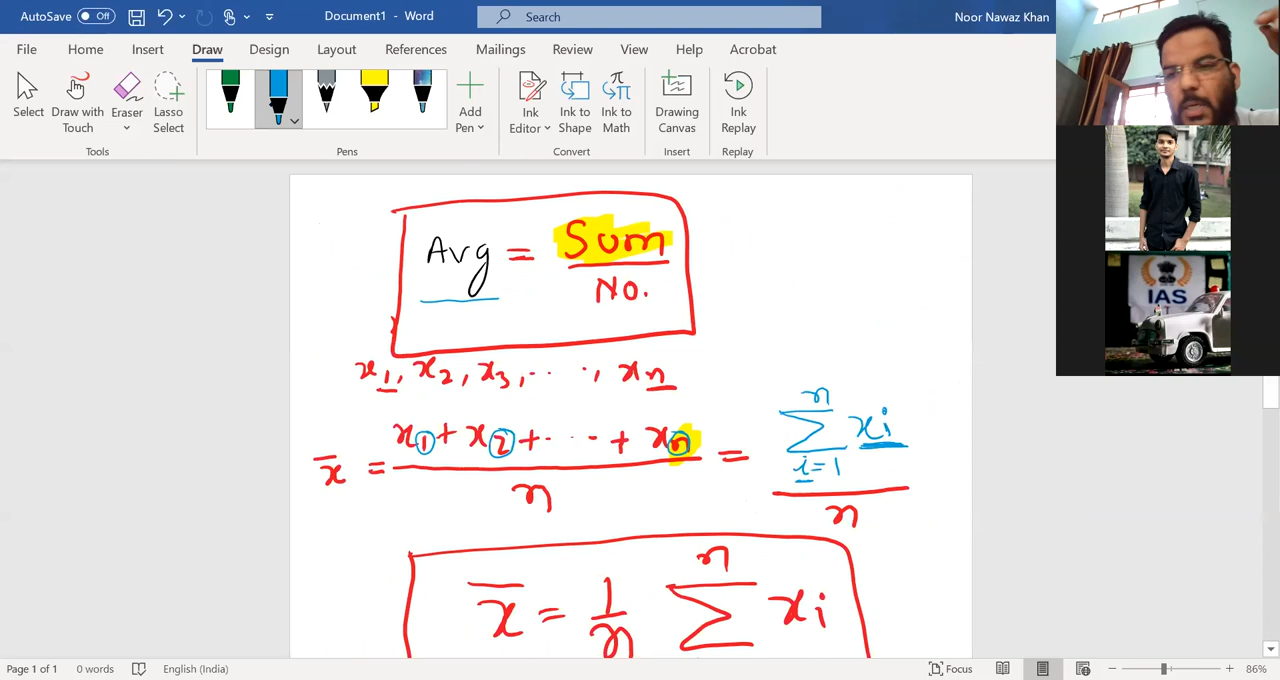 AutoSave Off Document1 - Word Search Noor Nawaz Khan
File Home Insert Draw Design Layout References Mailings Review View Help Acrobat
Select Draw with Touch Eraser Lasso Select Add Pen Ink Editor Ink to Shape Ink to Math Drawing Canvas Ink Replay
Tools Pens Convert Insert Replay
Avg = Sum / No.
x₁, x₂, x₃, . . . ., xₙ
x̄ = (x₁ + x₂ + . . . . + xₙ) / n = (∑ᵢ₌₁ⁿ xi) / n
x̄ = 1/n ∑ⁿ xi
IAS
Page 1 of 1 0 words English (India) Focus 86%